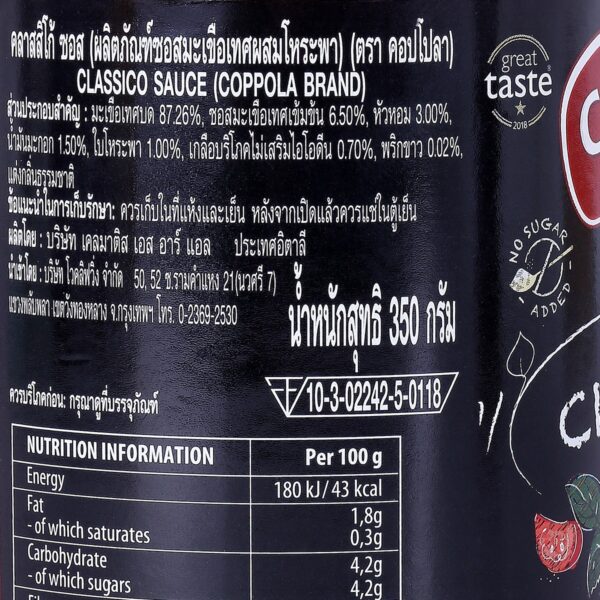 คลาสสิโก้ ซอส (ผลิตภัณฑ์ซอสมะเขือเทศผสมโหระพา) (ตรา คอปโปลา)
CLASSICO SAUCE (COPPOLA BRAND)
ส่วนประกอบสำคัญ : มะเขือเทศบด 87.26%, ซอสมะเขือเทศเข้มข้น 6.50%, หัวหอม 3.00%,
น้ำมันมะกอก 1.50%, ใบโหระพา 1.00%, เกลือบริโภคไม่เสริมไอโอดีน 0.70%, พริกขาว 0.02%,
แต่งกลิ่นธรรมชาติ
ข้อแนะนำในการเก็บรักษา: ควรเก็บในที่แห้งและเย็น หลังจากเปิดแล้วควรแช่ในตู้เย็น
ผลิตโดย : บริษัท เคลมาติส เอส อาร์ แอล ประเทศอิตาลี
นำเข้าโดย : บริษัท โวคลิฟวิ่ง จำกัด 50, 52 ซ.รามคำแหง 21(นวศรี 7)
แขวงพลับพลา เขตวังทองหลาง จ.กรุงเทพฯ โทร. 0-2369-2530
น้ำหนักสุทธิ 350 กรัม
ควรบริโภคก่อน: กรุณาดูที่บรรจุภัณฑ์
10-3-02242-5-0118
NUTRITION INFORMATION Per 100 g
Energy 180 kJ/ 43 kcal
Fat 1,8g
- of which saturates 0,3g
Carbohydrate 4,2g
- of which sugars 4,2g
great
taste
2018
NO SUGAR
ADDED